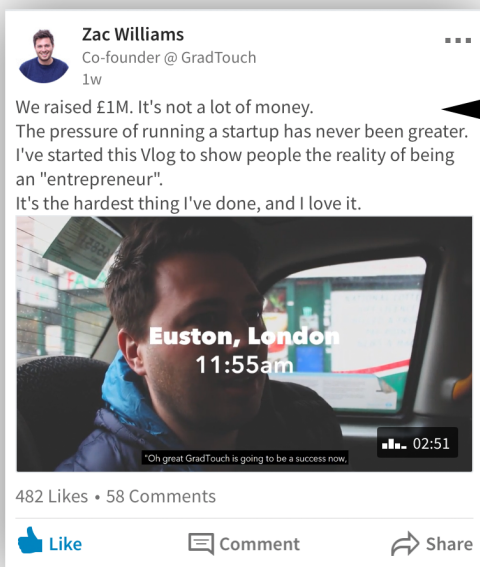 Zac Williams
Co-founder @ GradTouch
1w
We raised £1M. It's not a lot of money.
The pressure of running a startup has never been greater.
I've started this Vlog to show people the reality of being
an "entrepreneur".
It's the hardest thing I've done, and I love it.
Euston, London
11:55am
"Oh great GradTouch is going to be a success now,
02:51
482 Likes • 58 Comments
Like
Comment
Share